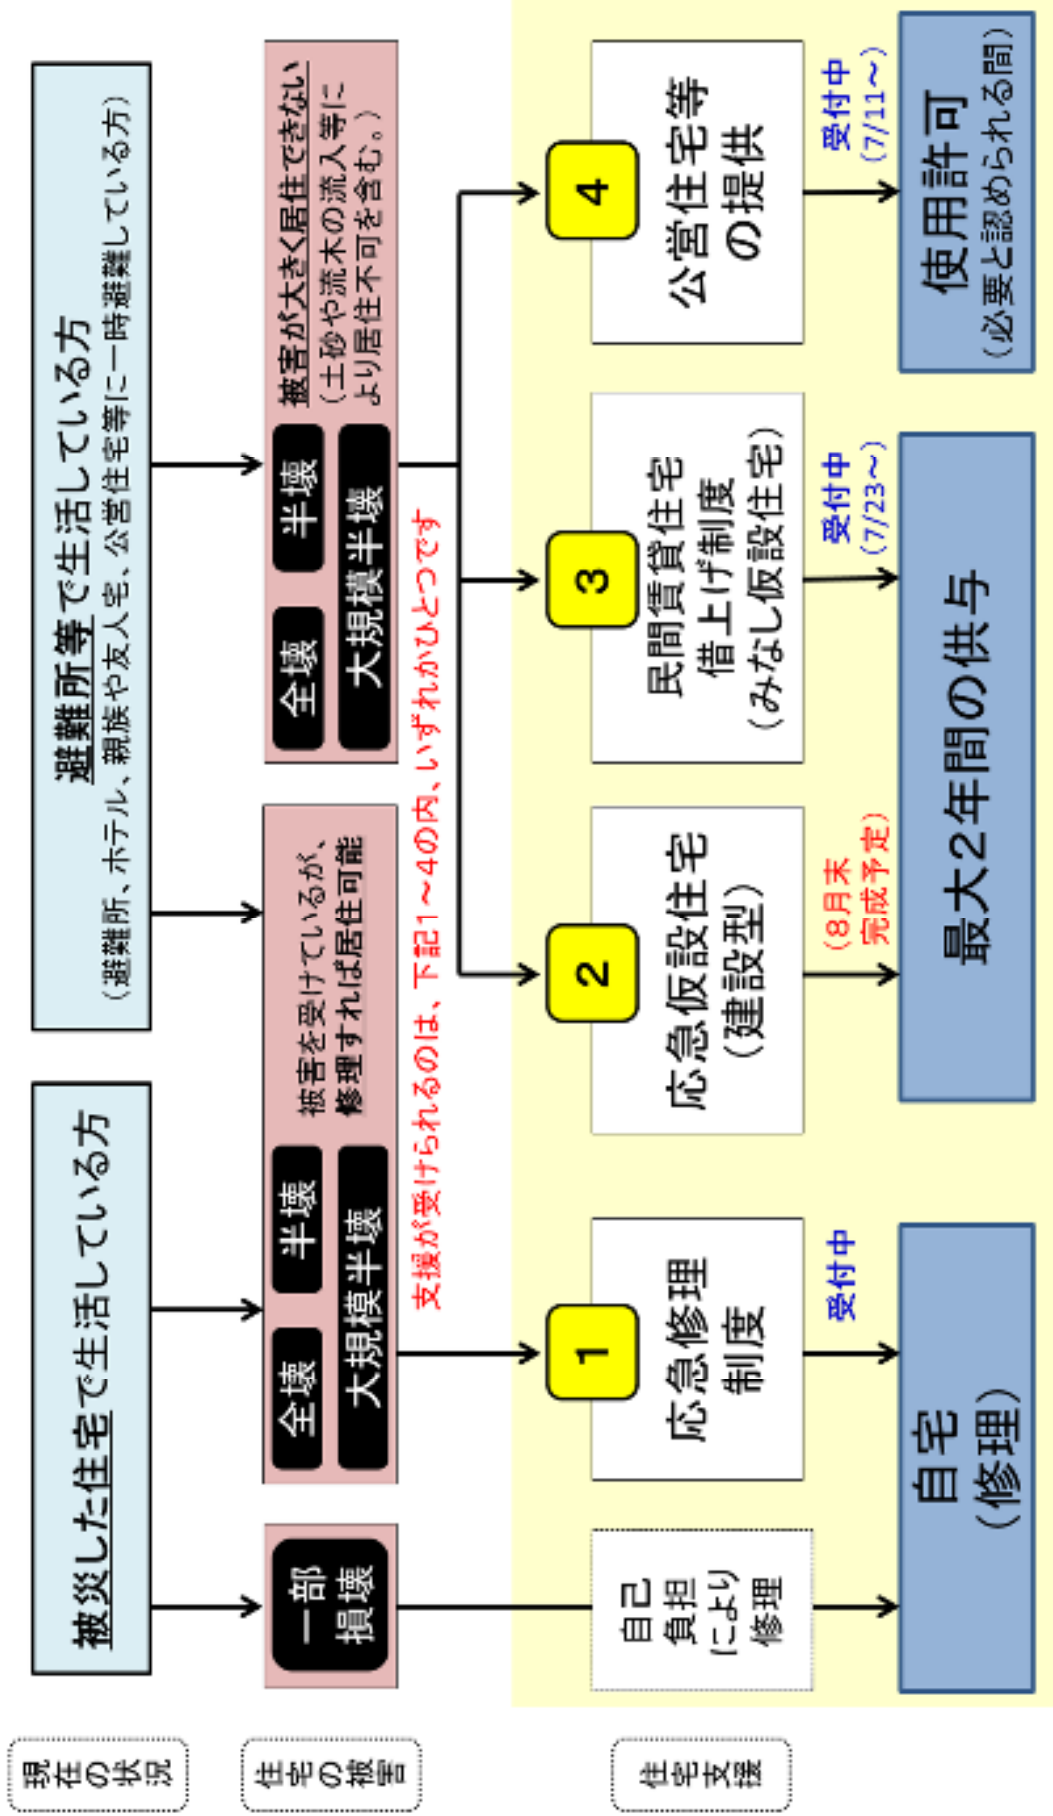 現在の状況
被災した住宅で生活している方
避難所等で生活している方
（避難所、ホテル、親族や友人宅、公営住宅等に一時避難している方）
住宅の被害
一部
損壊
全壊
半壊
大規模半壊
被害を受けているが、
修理すれば居住可能
全壊
半壊
大規模半壊
被害が大きく居住できない
（土砂や流木の流入等に
より居住不可を含む。）
支援が受けられるのは、下記1～4の内、いずれかひとつです
住宅支援
自己
負担
により
修理
1
応急修理
制度
2
応急仮設住宅
（建設型）
3
民間賃貸住宅
借上げ制度
（みなし仮設住宅）
4
公営住宅等
の提供
受付中
（8月末
完成予定）
受付中
（7/23～）
受付中
（7/11～）
自宅
（修理）
最大2年間の供与
使用許可
（必要と認められる間）